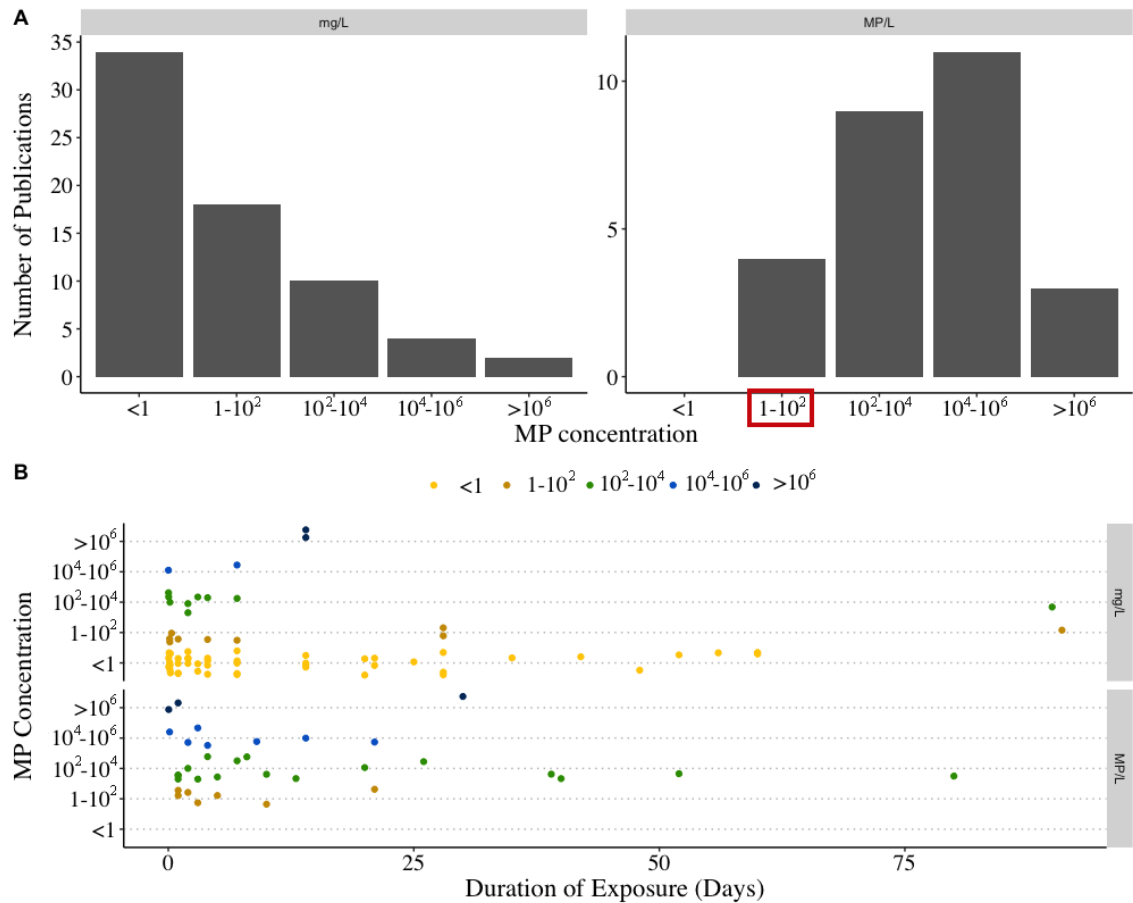 A
mg/L
MP/L
Number of Publications
35
30
25
20
15
10
5
0
10
5
0
<1
1-10²
10²-10⁴
10⁴-10⁶
>10⁶
<1
1-10²
10²-10⁴
10⁴-10⁶
>10⁶
MP concentration
B
<1 1-10² 10²-10⁴ 10⁴-10⁶ >10⁶
MP Concentration
>10⁶
10⁴-10⁶
10²-10⁴
1-10²
<1
mg/L
>10⁶
10⁴-10⁶
10²-10⁴
1-10²
<1
MP/L
0 25 50 75
Duration of Exposure (Days)